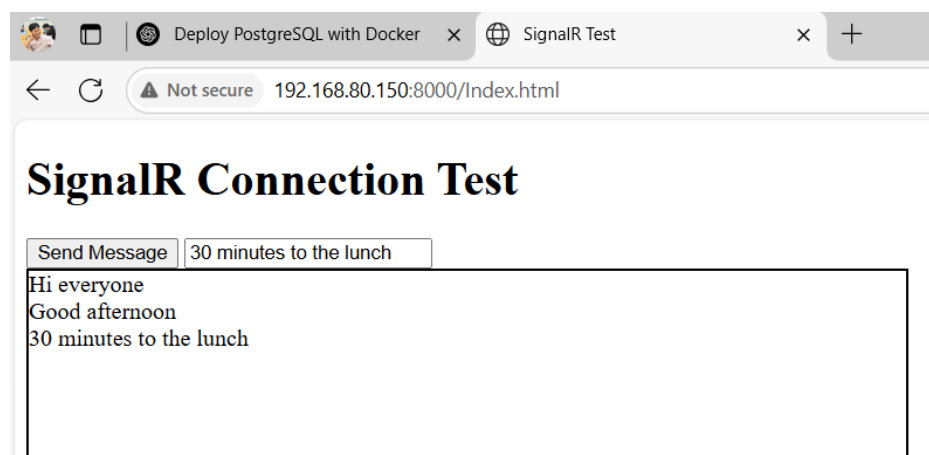 Deploy PostgreSQL with Docker
SignalR Test
Not secure 192.168.80.150:8000/Index.html
SignalR Connection Test
Send Message 30 minutes to the lunch
Hi everyone
Good afternoon
30 minutes to the lunch